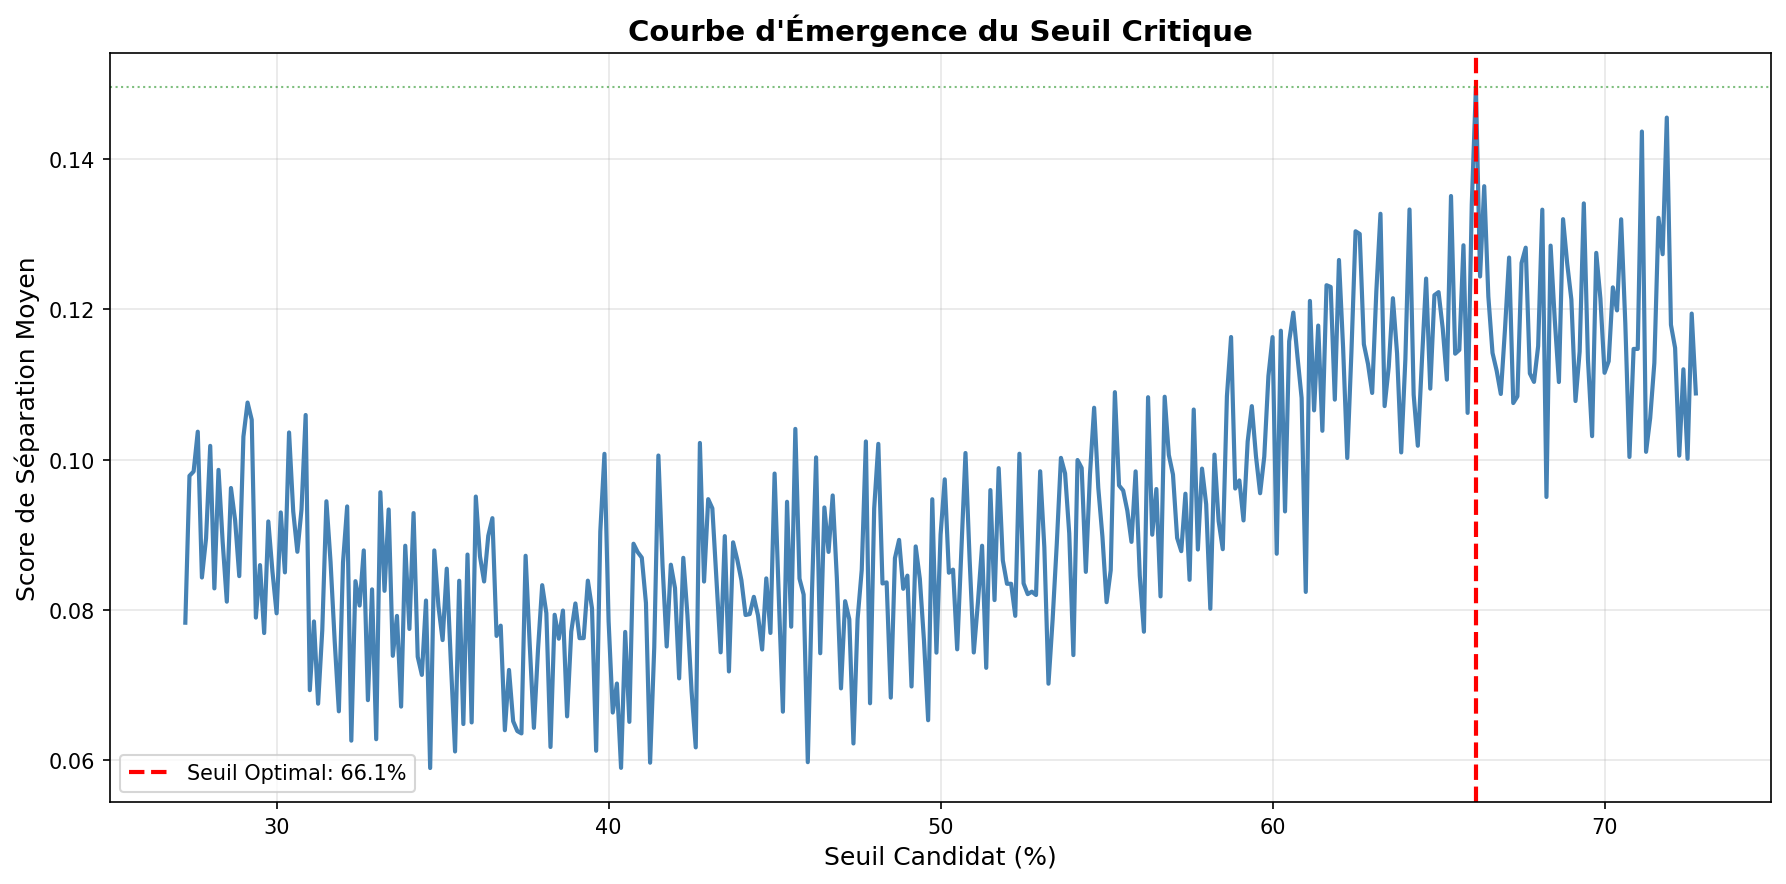 Courbe d'Émergence du Seuil Critique
Score de Séparation Moyen
0.14
0.12
0.10
0.08
0.06
Seuil Optimal: 66.1%
30 40 50 60 70
Seuil Candidat (%)